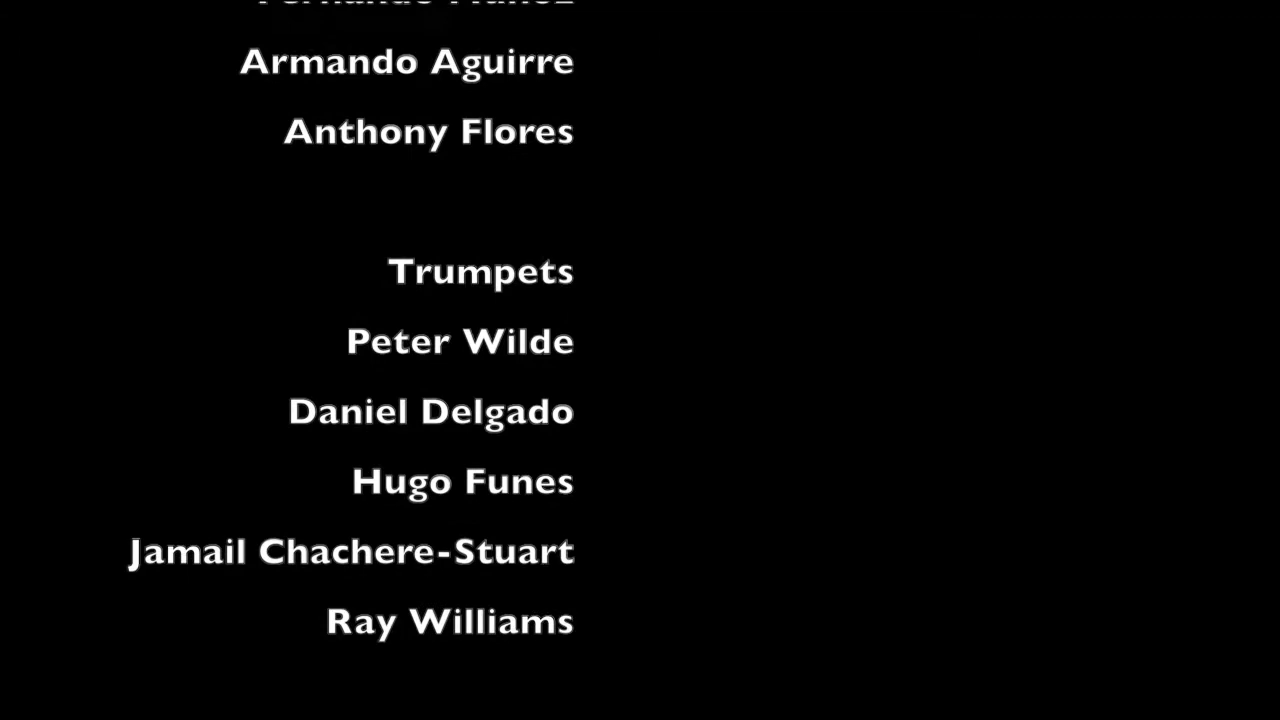 Armando Aguirre
Anthony Flores
Trumpets
Peter Wilde
Daniel Delgado
Hugo Funes
Jamail Chachere-Stuart
Ray Williams